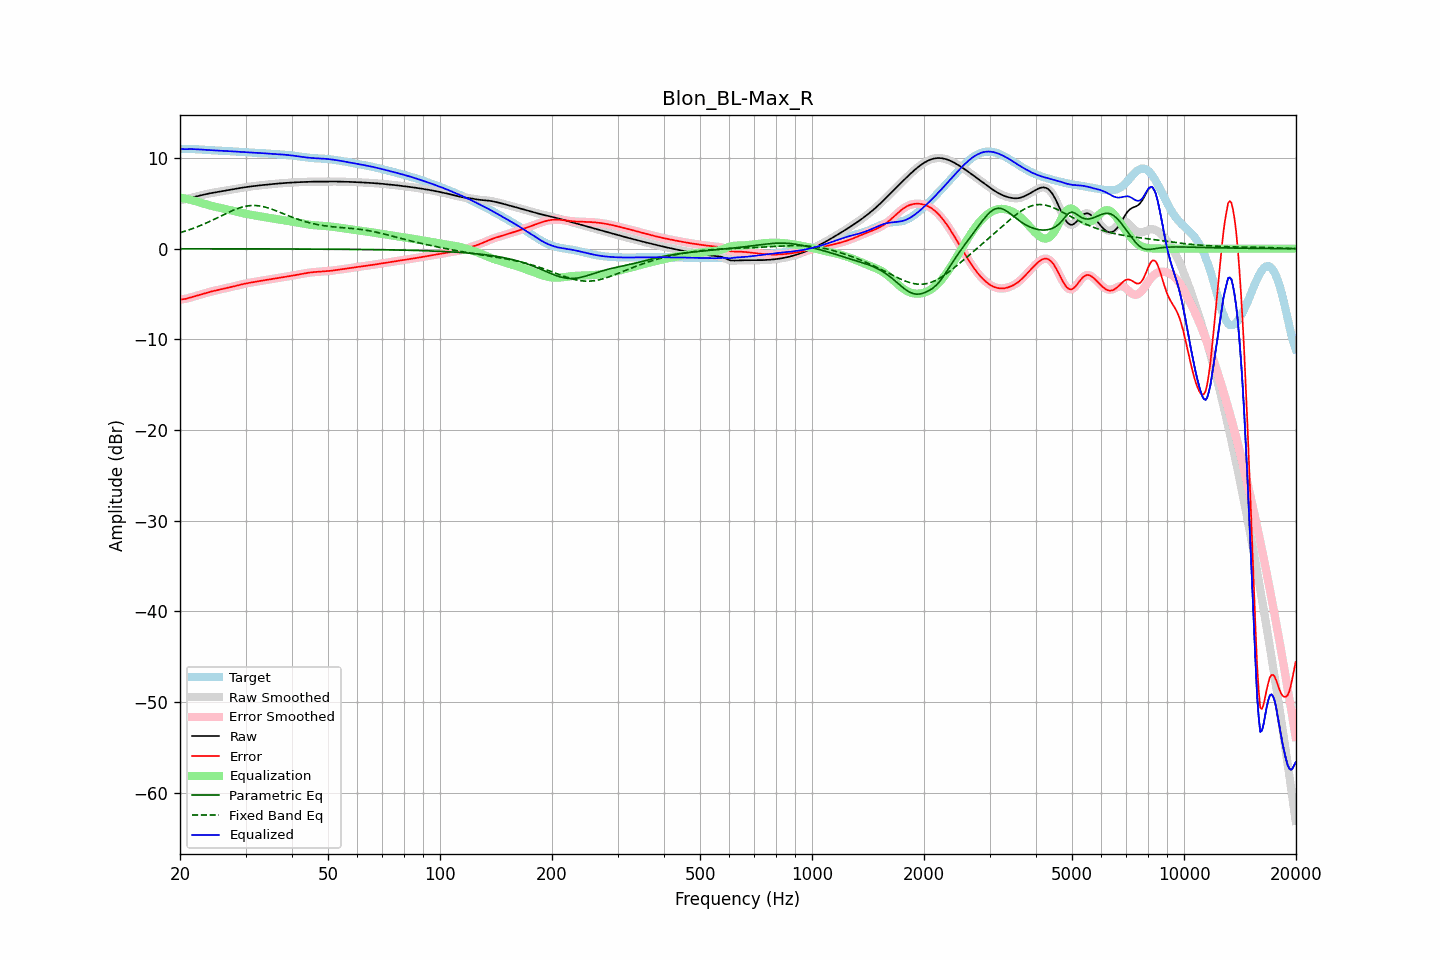 Blon_BL-Max_R
Amplitude (dBr)
10
0
−10
−20
−30
−40
−50
−60
Target
Raw Smoothed
Error Smoothed
Raw
Error
Equalization
Parametric Eq
Fixed Band Eq
Equalized
20 50 100 200 500 1000 2000 5000 10000 20000
Frequency (Hz)